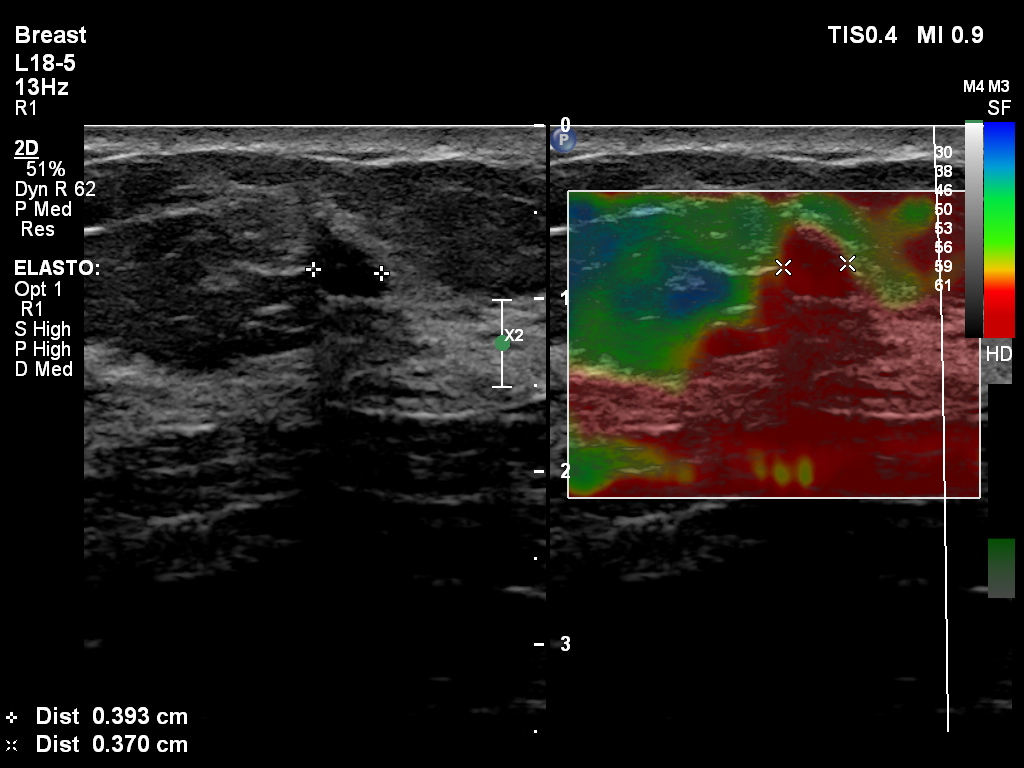 Breast
L18-5
13Hz
R1
TIS0.4 MI 0.9
M4 M3
SF
2D
51%
Dyn R 62
P Med
Res
ELASTO:
Opt 1
R1
S High
P High
D Med
P
0
1
2
3
X2
30
38
46
50
53
56
59
61
HD
Dist 0.393 cm
Dist 0.370 cm